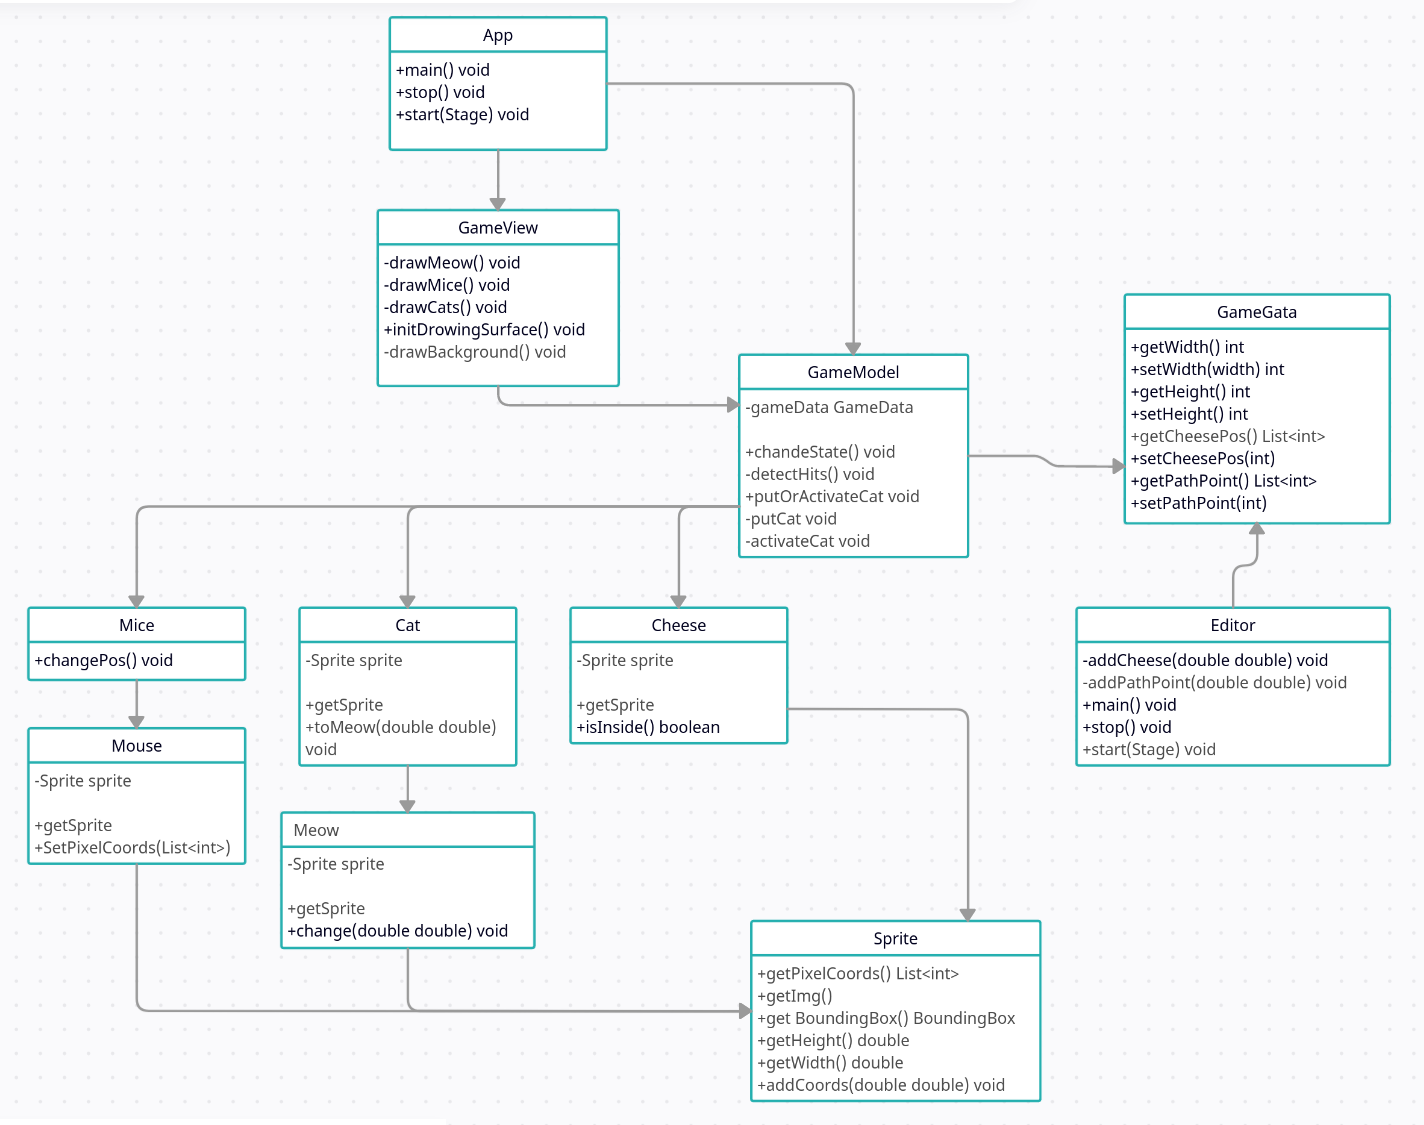 App
+main() void
+stop() void
+start(Stage) void
GameView
-drawMeow() void
-drawMice() void
-drawCats() void
+initDrowingSurface() void
-drawBackground() void
GameGata
+getWidth() int
+setWidth(width) int
+getHeight() int
+setHeight() int
+getCheesePos() List<int>
+setCheesePos(int)
+getPathPoint() List<int>
+setPathPoint(int)
GameModel
-gameData GameData
+chandeState() void
-detectHits() void
+putOrActivateCat void
-putCat void
-activateCat void
Mice
+changePos() void
Cat
-Sprite sprite
+getSprite
+toMeow(double double)
void
Cheese
-Sprite sprite
+getSprite
+isInside() boolean
Editor
-addCheese(double double) void
-addPathPoint(double double) void
+main() void
+stop() void
+start(Stage) void
Mouse
-Sprite sprite
+getSprite
+SetPixelCoords(List<int>)
Meow
-Sprite sprite
+getSprite
+change(double double) void
Sprite
+getPixelCoords() List<int>
+getImg()
+get BoundingBox() BoundingBox
+getHeight() double
+getWidth() double
+addCoords(double double) void